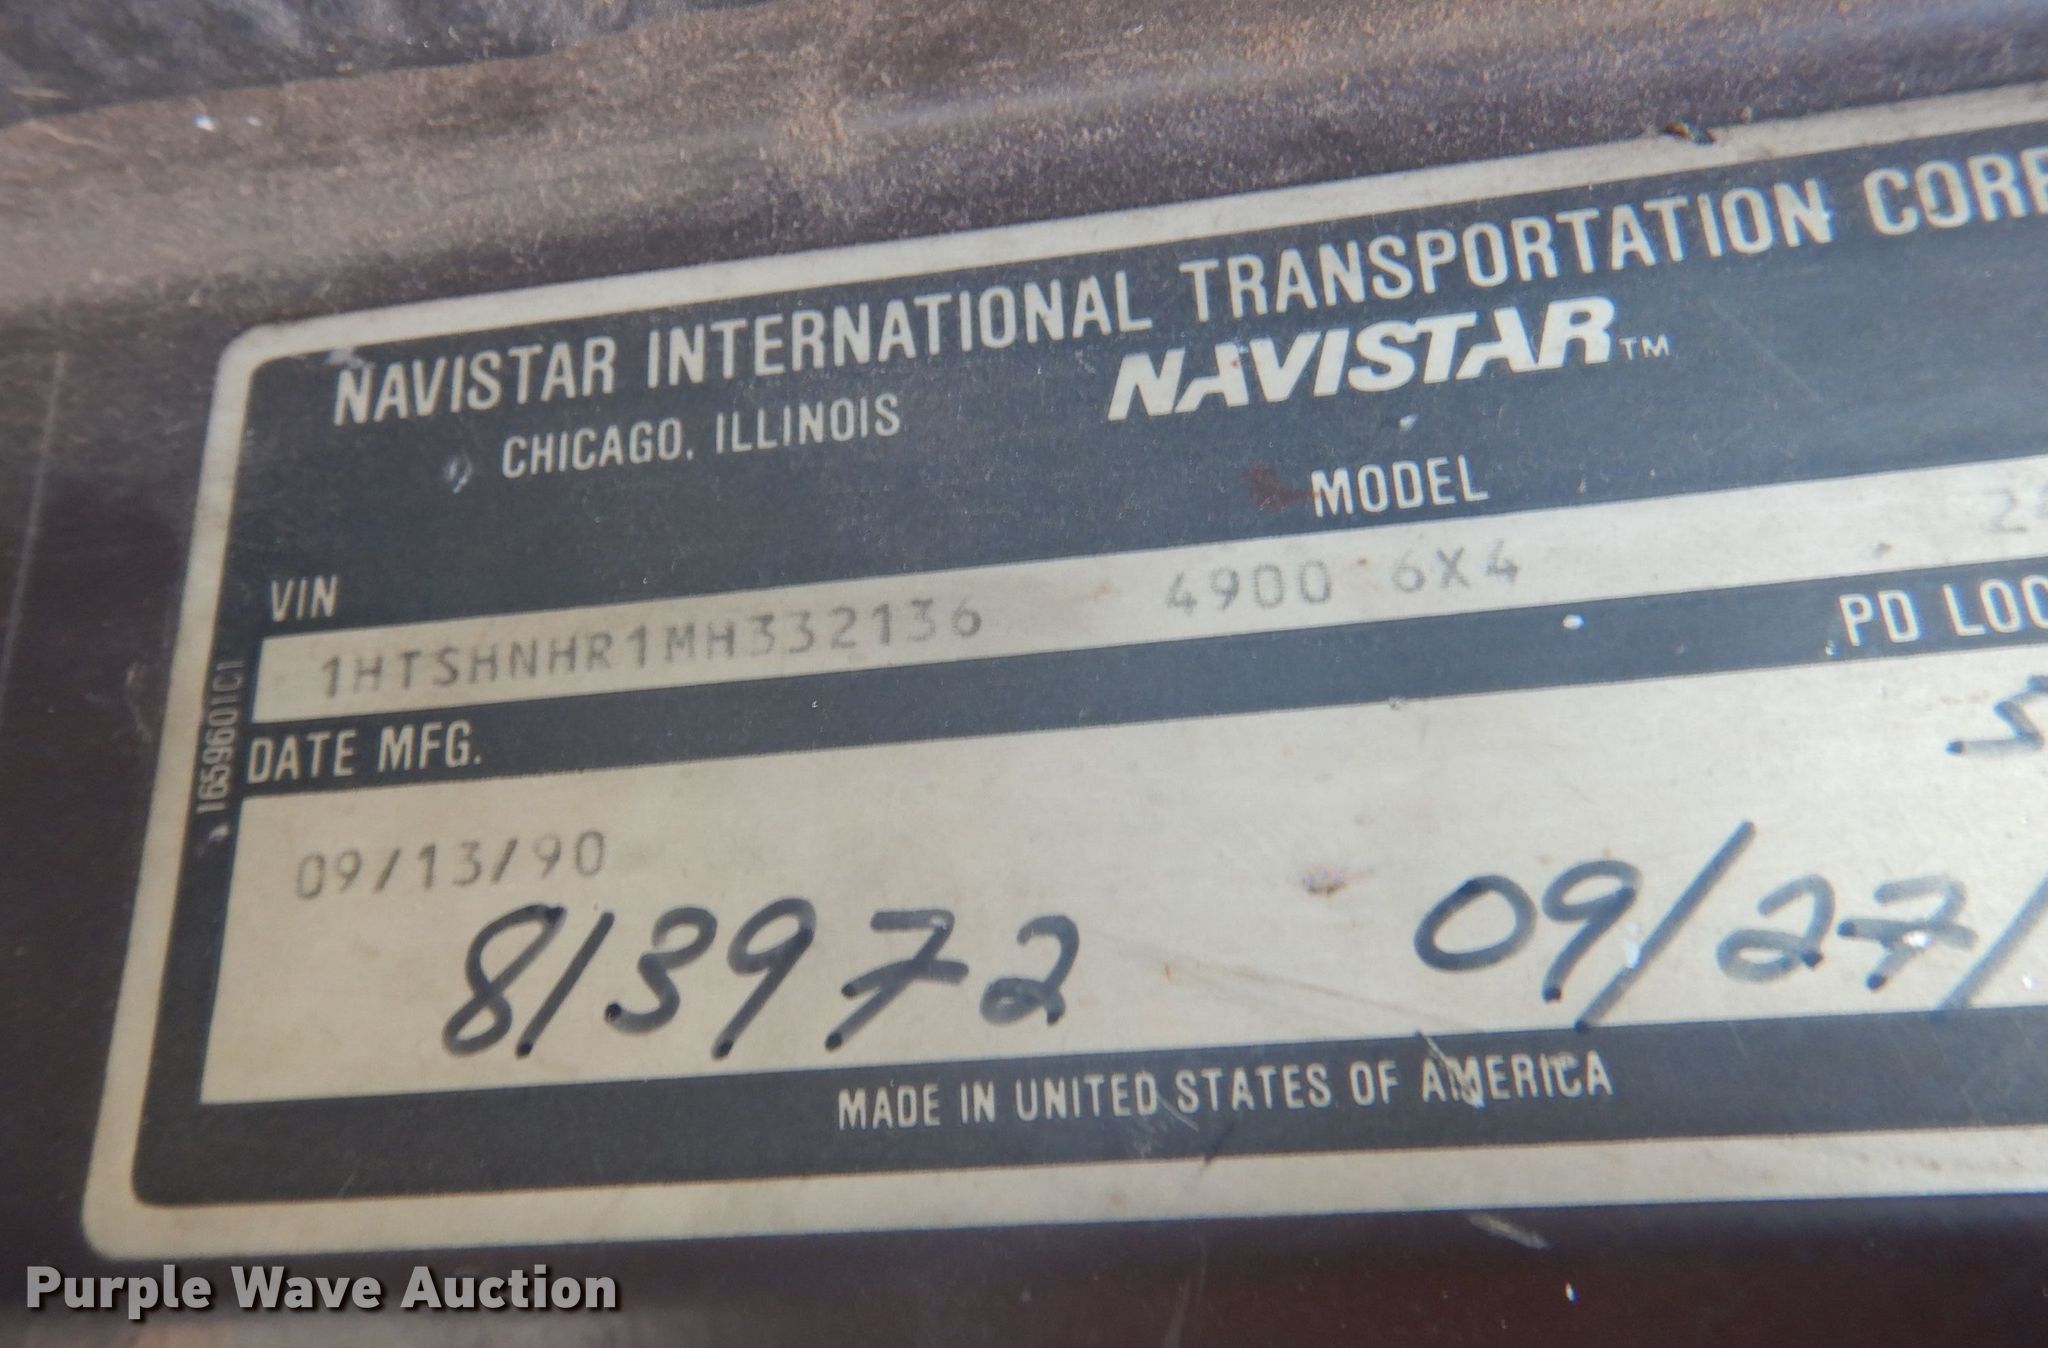 NAVISTAR INTERNATIONAL TRANSPORTATION CORP
CHICAGO, ILLINOIS
NAVISTAR™
VIN
MODEL
1HTSHNHR1MH332136 4900 6X4
PD LOC
DATE MFG.
1659601C1
09/13/90
813972 09/27/
MADE IN UNITED STATES OF AMERICA
Purple Wave Auction